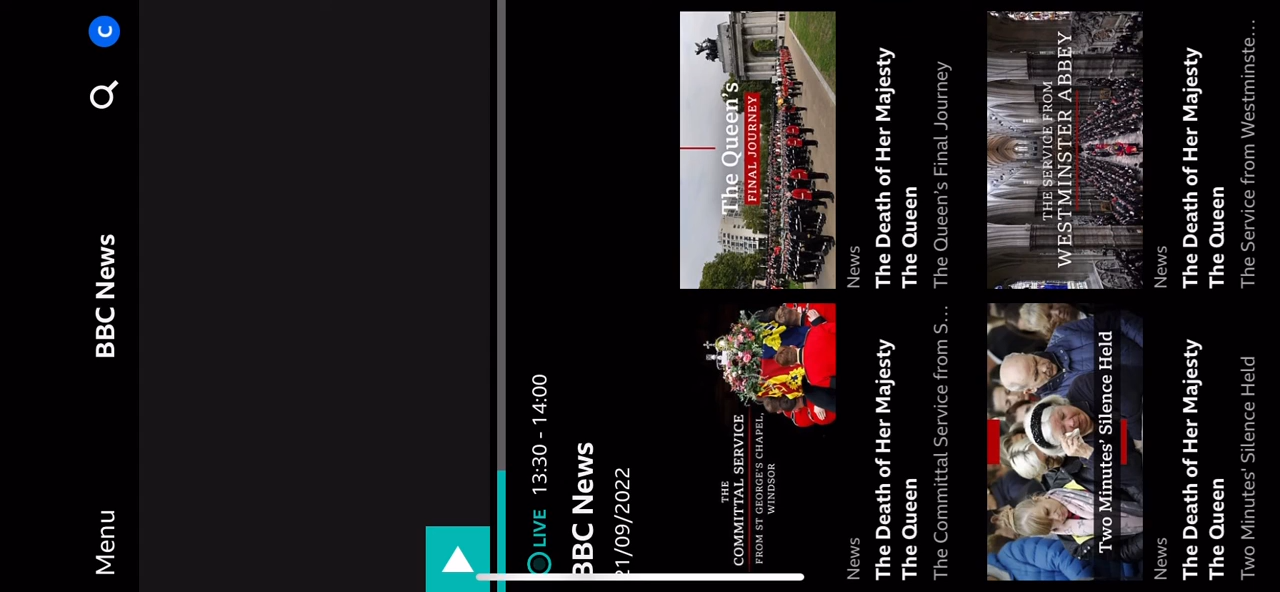 Menu
BBC News
C
LIVE 13:30 - 14:00
BBC News
21/09/2022
THE
COMMITTAL SERVICE
FROM ST GEORGE'S CHAPEL,
WINDSOR
News
The Death of Her Majesty
The Queen
The Committal Service from S...
The Queen's
FINAL JOURNEY
News
The Death of Her Majesty
The Queen
The Queen's Final Journey
Two Minutes' Silence Held
News
The Death of Her Majesty
The Queen
Two Minutes' Silence Held
THE SERVICE FROM
WESTMINSTER ABBEY
News
The Death of Her Majesty
The Queen
The Service from Westminste...